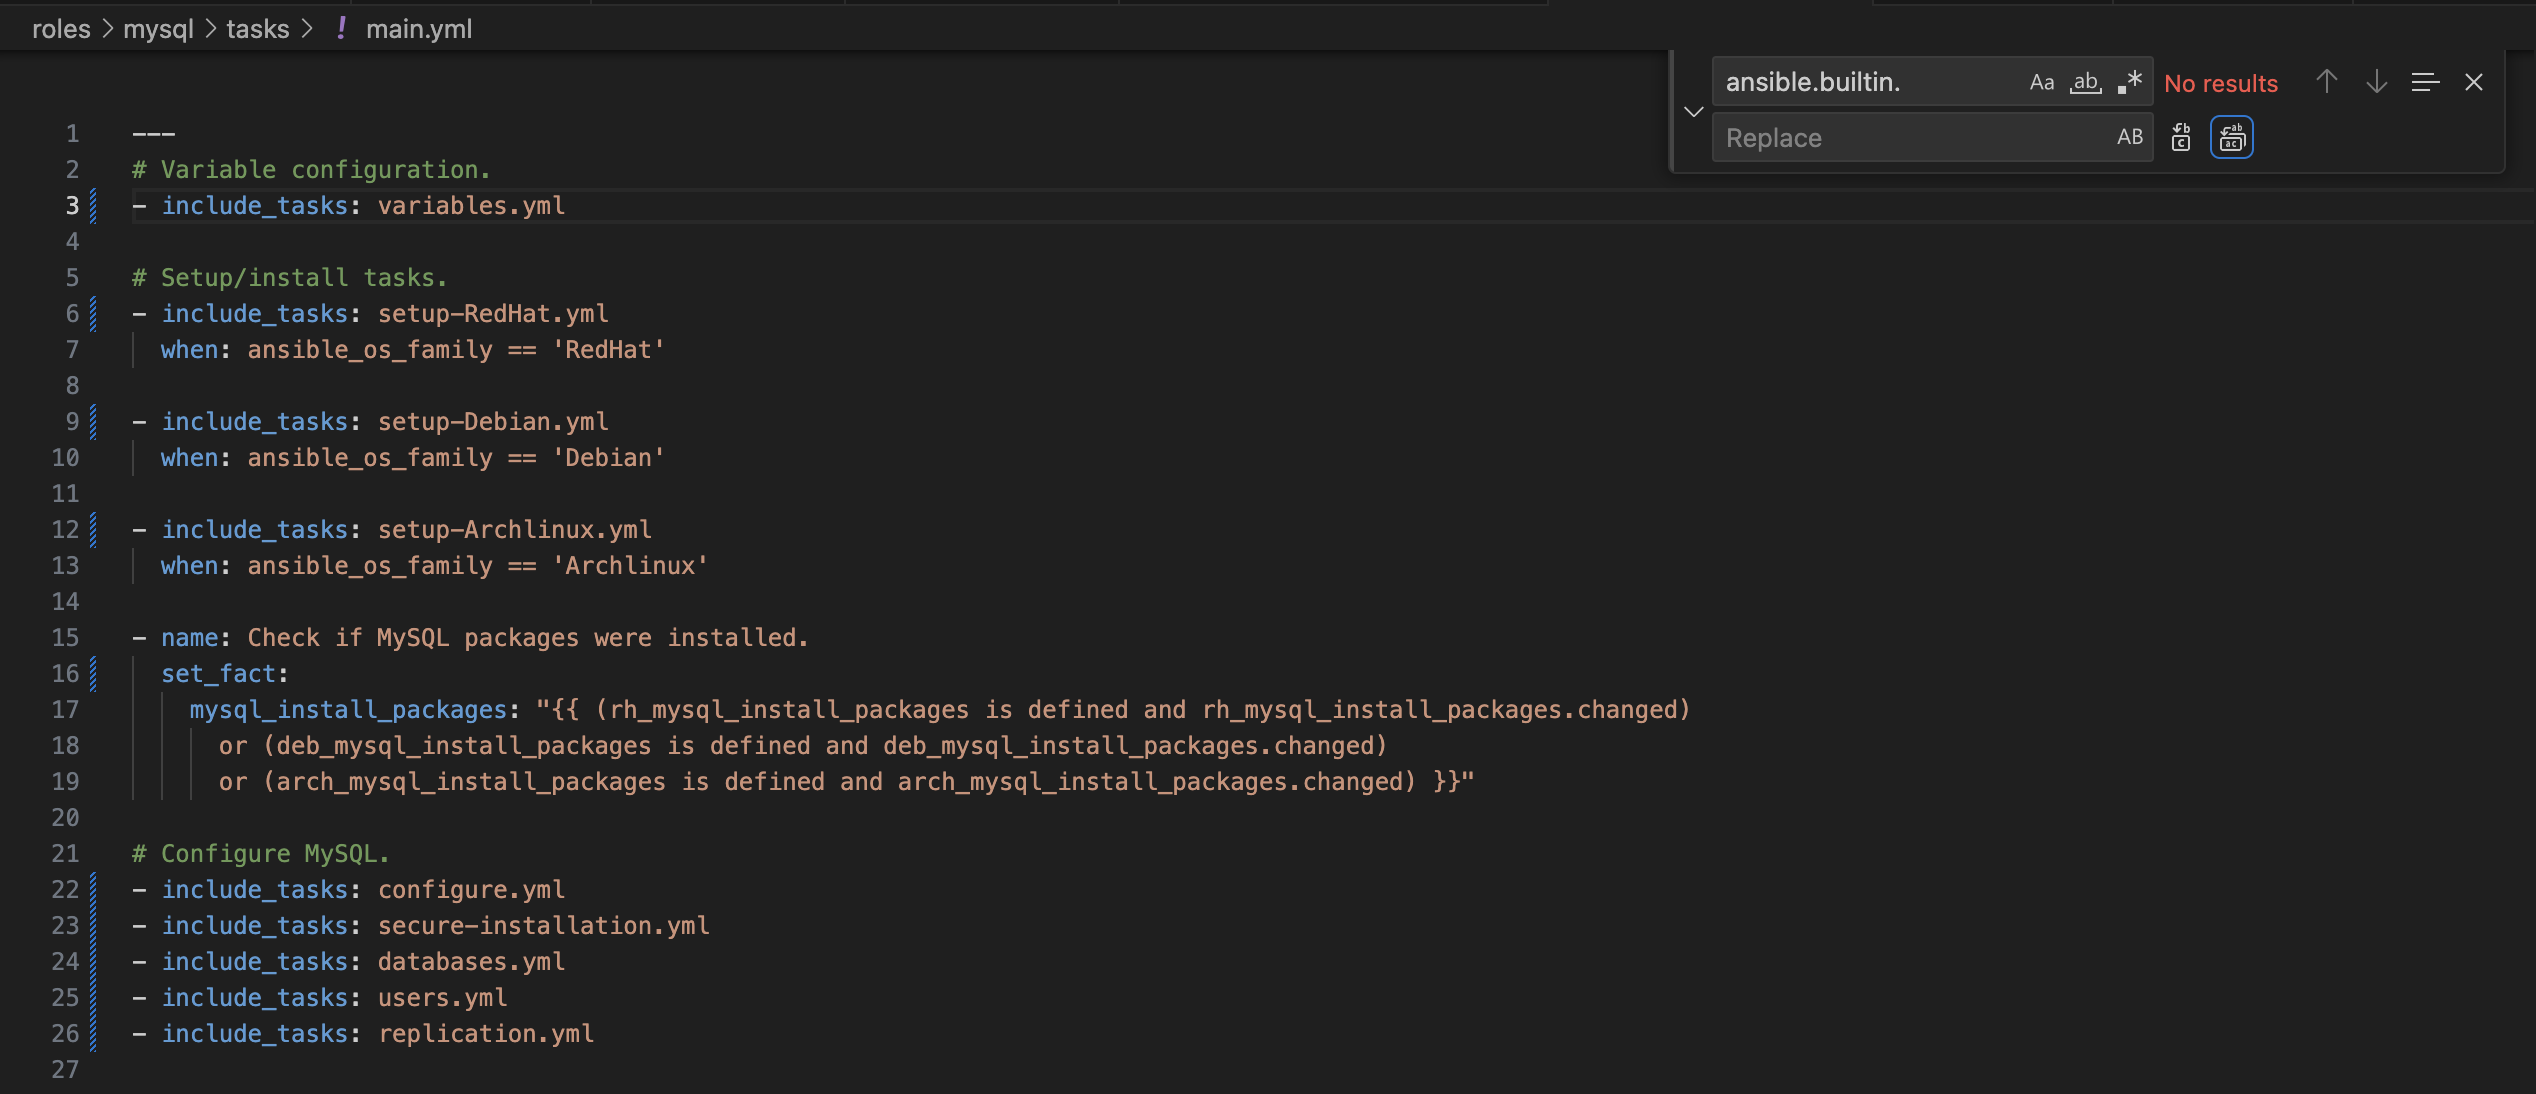 roles > mysql > tasks > ! main.yml
ansible.builtin. Aa ab .* No results
Replace AB
1 ---
2 # Variable configuration.
3 - include_tasks: variables.yml
4
5 # Setup/install tasks.
6 - include_tasks: setup-RedHat.yml
7 when: ansible_os_family == 'RedHat'
8
9 - include_tasks: setup-Debian.yml
10 when: ansible_os_family == 'Debian'
11
12 - include_tasks: setup-Archlinux.yml
13 when: ansible_os_family == 'Archlinux'
14
15 - name: Check if MySQL packages were installed.
16 set_fact:
17 mysql_install_packages: "{{ (rh_mysql_install_packages is defined and rh_mysql_install_packages.changed)
18 or (deb_mysql_install_packages is defined and deb_mysql_install_packages.changed)
19 or (arch_mysql_install_packages is defined and arch_mysql_install_packages.changed) }}"
20
21 # Configure MySQL.
22 - include_tasks: configure.yml
23 - include_tasks: secure-installation.yml
24 - include_tasks: databases.yml
25 - include_tasks: users.yml
26 - include_tasks: replication.yml
27